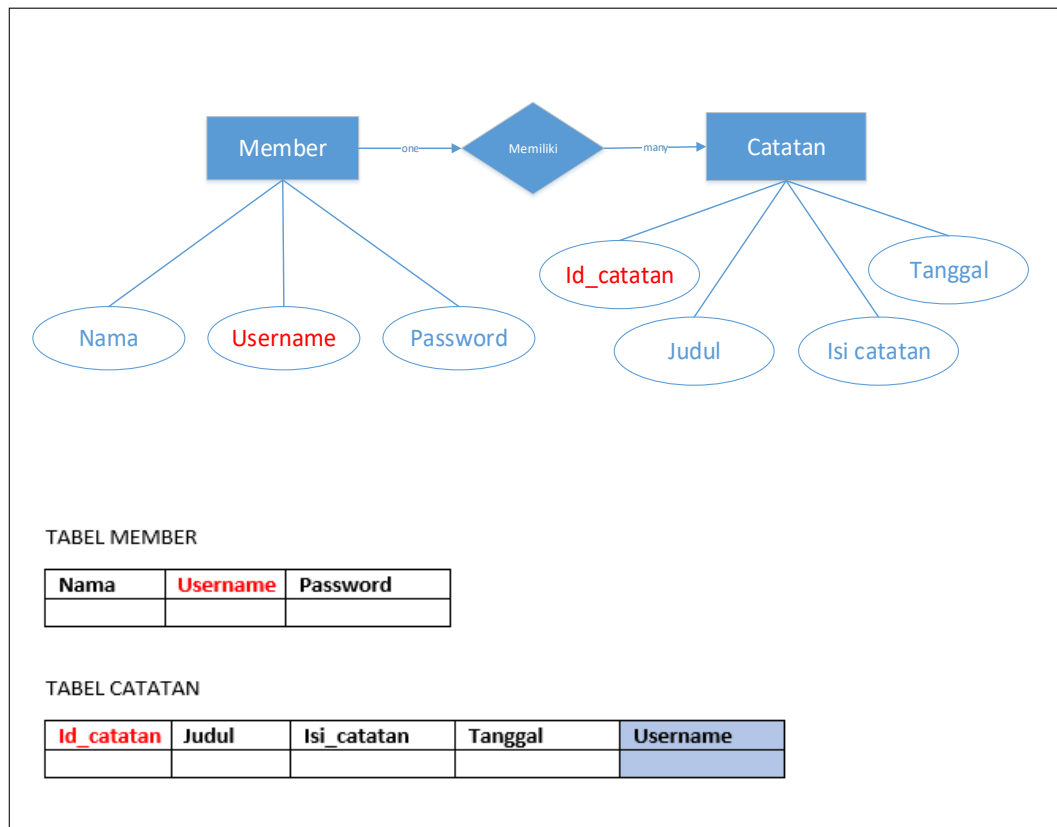 Member
one
Memiliki
many
Catatan
Nama
Username
Password
Id_catatan
Judul
Isi catatan
Tanggal
TABEL MEMBER
Nama Username Password
TABEL CATATAN
Id_catatan Judul Isi_catatan Tanggal Username